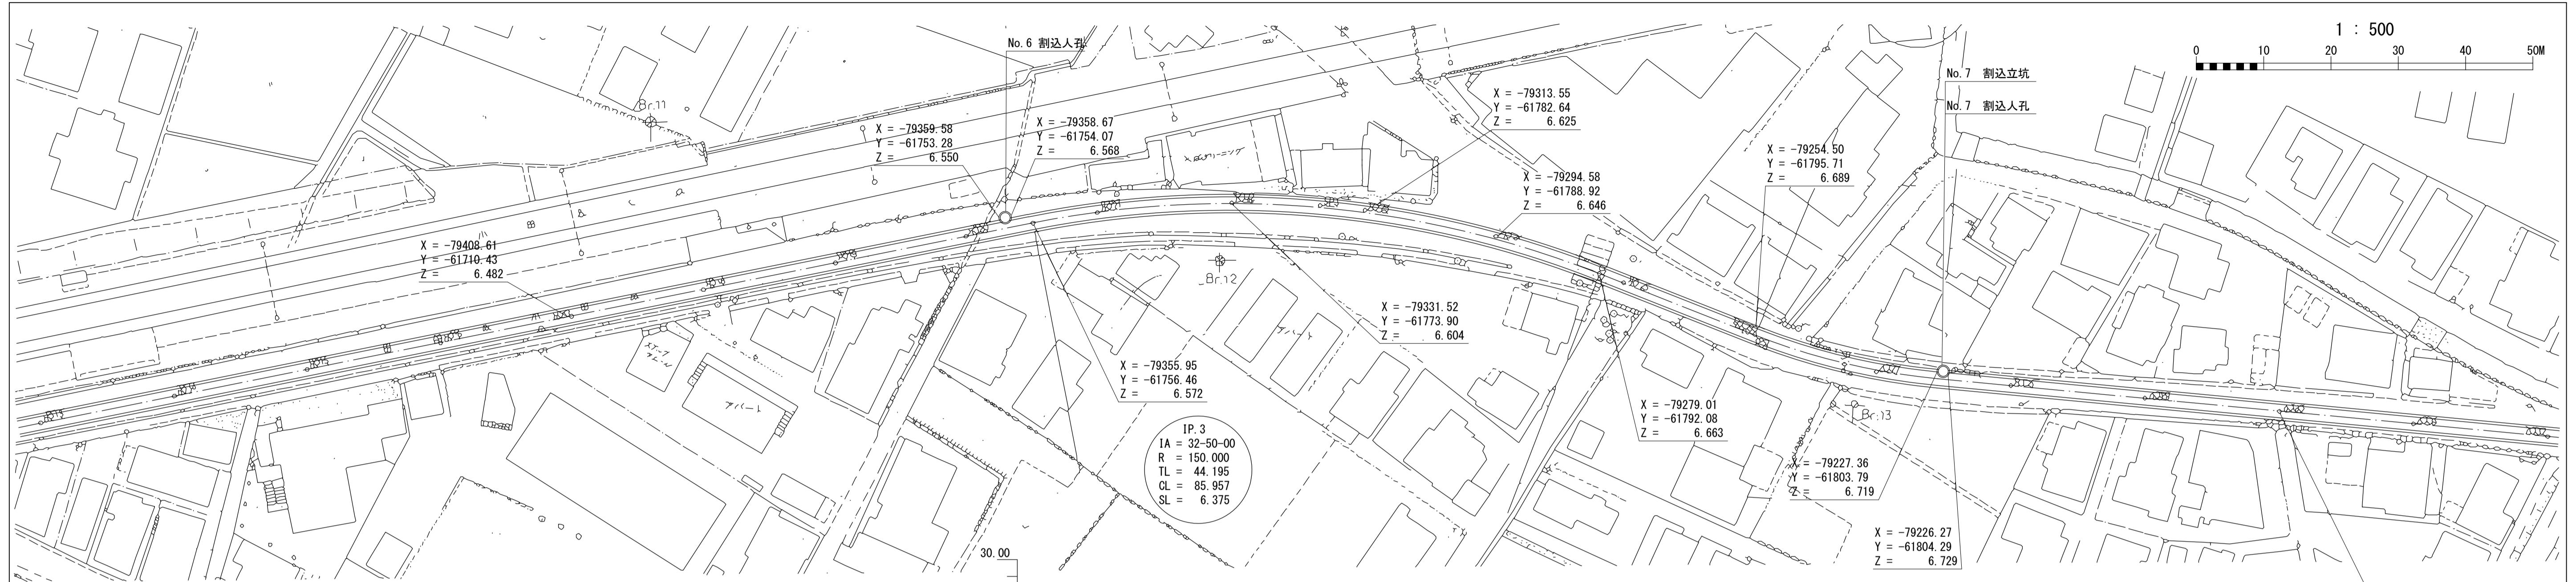 1 : 500
0 10 20 30 40 50M
No.6 割込人孔
No.7 割込立坑
No.7 割込人孔
Br.11
X = -79359.58
Y = -61753.28
Z = 6.550
X = -79358.67
Y = -61754.07
Z = 6.568
X = -79313.55
Y = -61782.64
Z = 6.625
X = -79294.58
Y = -61788.92
Z = 6.646
X = -79254.50
Y = -61795.71
Z = 6.689
X = -79408.61
Y = -61710.43
Z = 6.482
Br.12
アパート
アパート
X = -79331.52
Y = -61773.90
Z = 6.604
X = -79355.95
Y = -61756.46
Z = 6.572
IP.3
IA = 32-50-00
R = 150.000
TL = 44.195
CL = 85.957
SL = 6.375
X = -79279.01
Y = -61792.08
Z = 6.663
Br.13
X = -79227.36
Y = -61803.79
Z = 6.719
X = -79226.27
Y = -61804.29
Z = 6.729
30.00